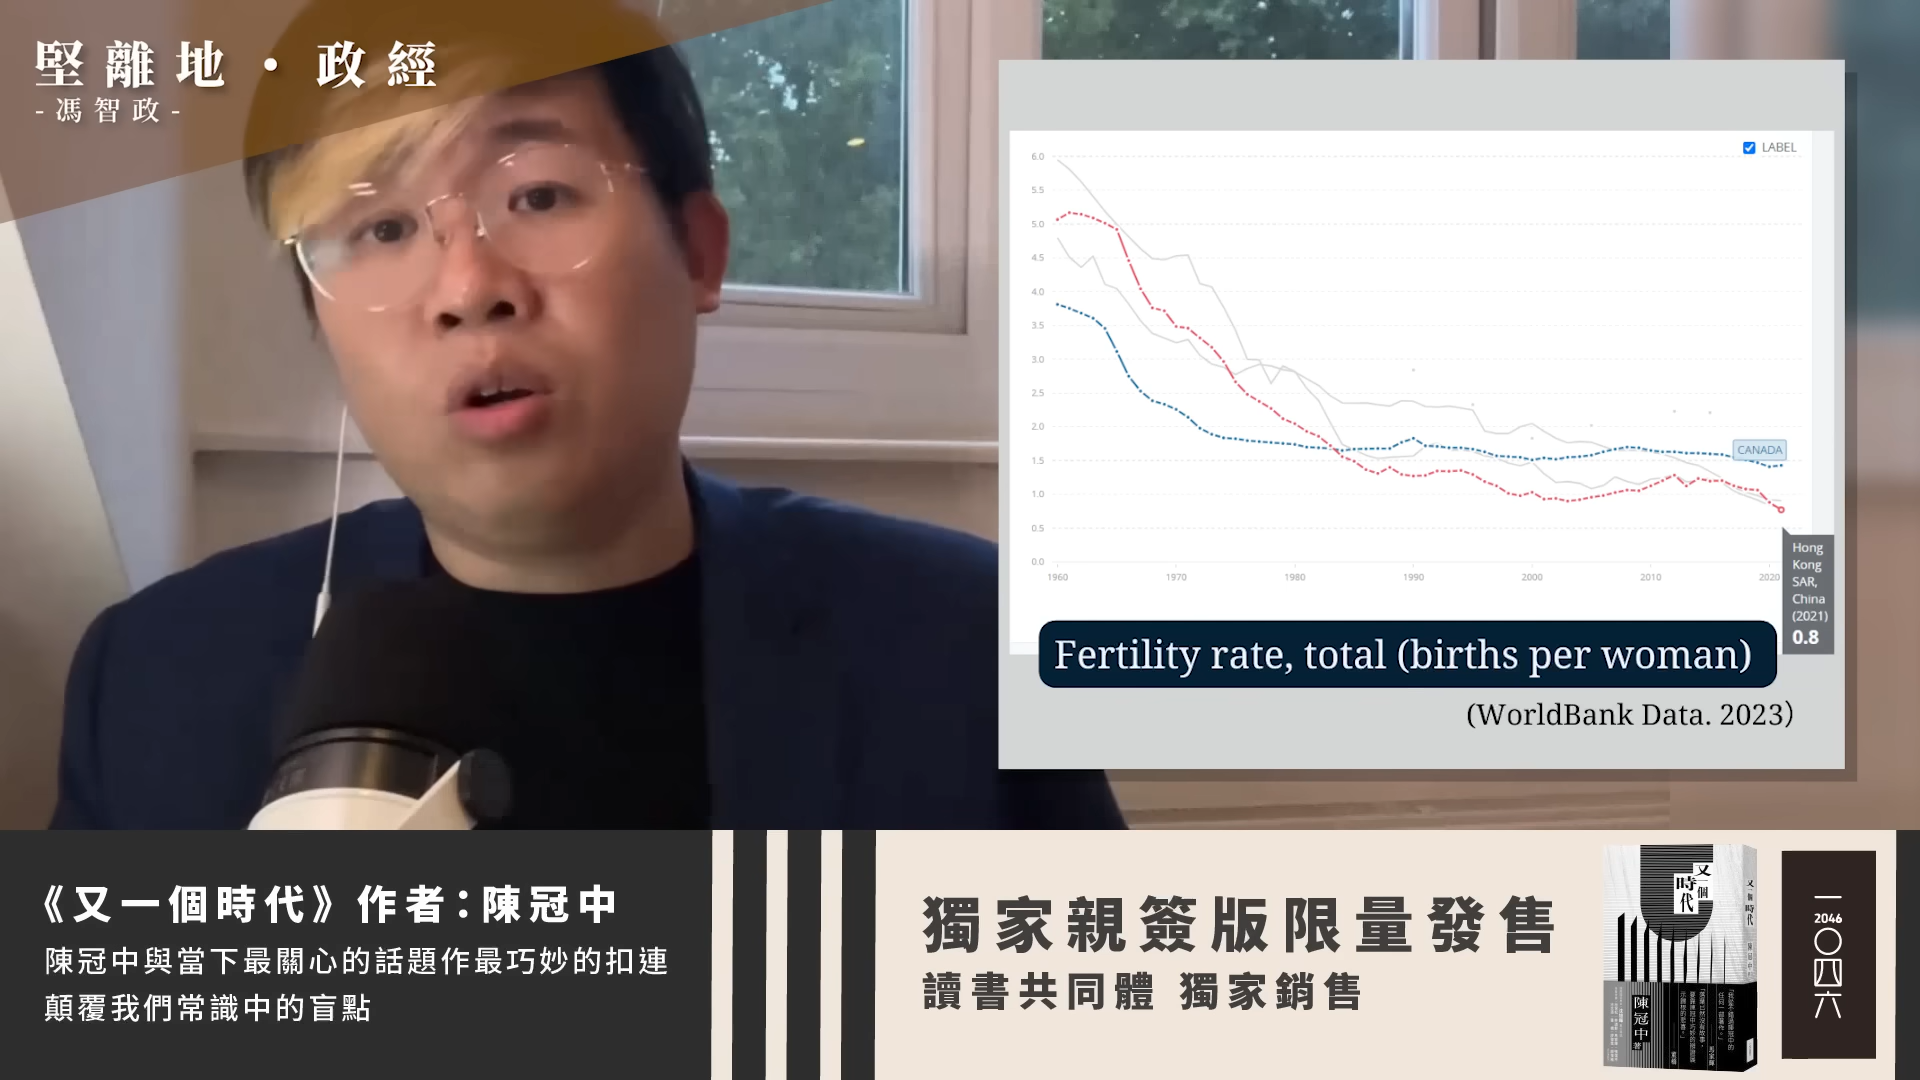 堅離地・政經
-馮智政-
LABEL
6.0
5.5
5.0
4.5
4.0
3.5
3.0
2.5
2.0
1.5
1.0
0.5
0.0
1960
1970
1980
1990
2000
2010
2020
CANADA
Hong
Kong
SAR,
China
(2021)
0.8
Fertility rate, total (births per woman)
(WorldBank Data. 2023)
《又一個時代》作者:陳冠中
陳冠中與當下最關心的話題作最巧妙的扣連
顛覆我們常識中的盲點
獨家親簽版限量發售
讀書共同體 獨家銷售
又一個時代
又一個時代
陳冠中著
2046
二〇四六